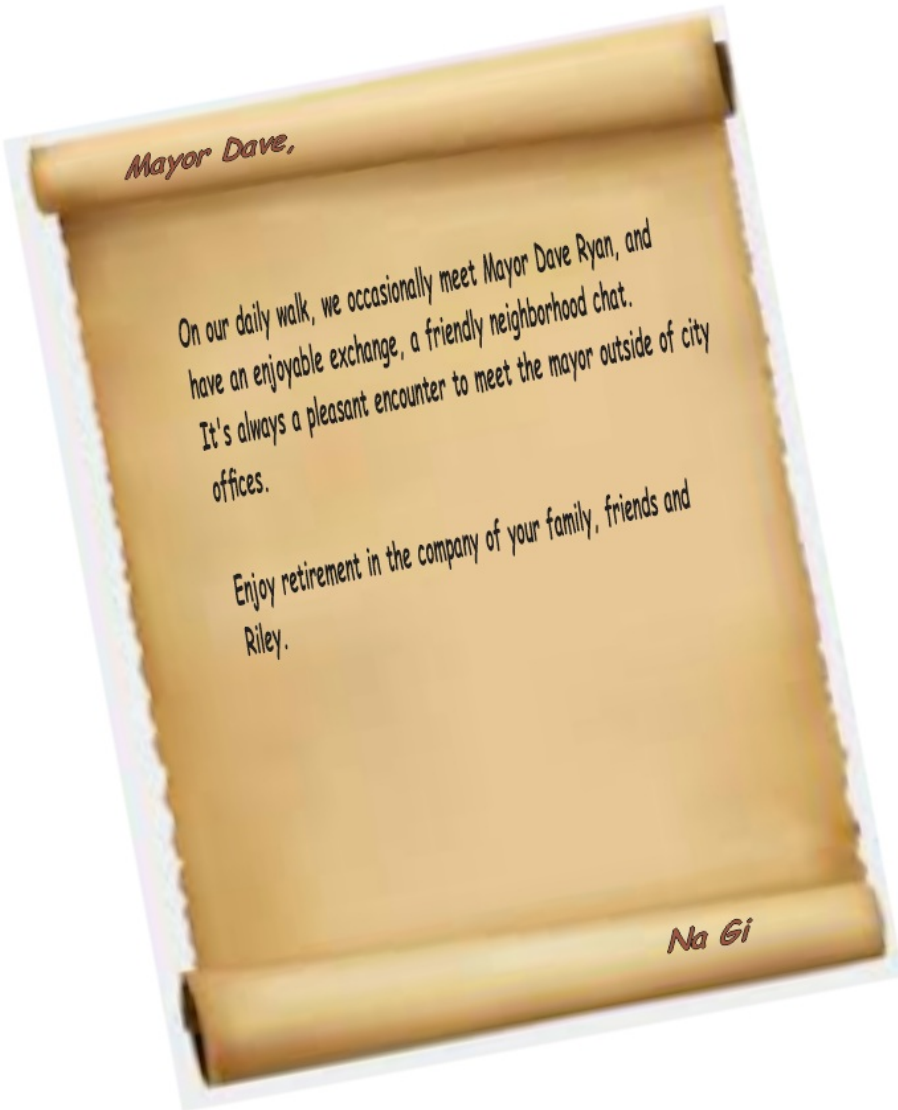 Mayor Dave,
On our daily walk, we occasionally meet Mayor Dave Ryan, and
have an enjoyable exchange, a friendly neighborhood chat.
It's always a pleasant encounter to meet the mayor outside of city
offices.
Enjoy retirement in the company of your family, friends and
Riley.
Na Gi